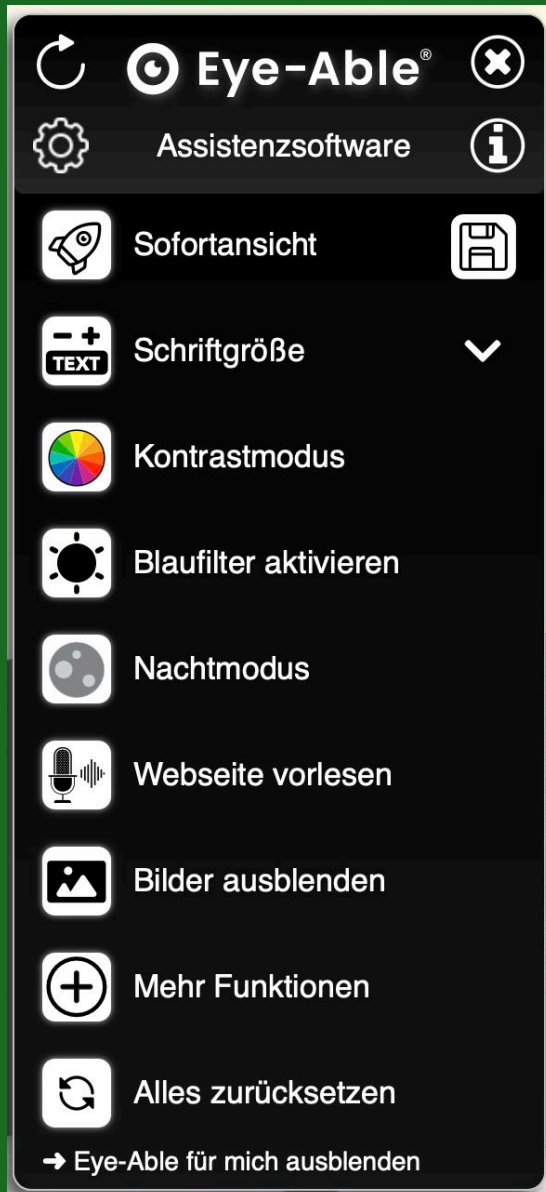 Eye-Able®
Assistenzsoftware
Sofortansicht
- +
TEXT
Schriftgröße
Kontrastmodus
Blaufilter aktivieren
Nachtmodus
Webseite vorlesen
Bilder ausblenden
Mehr Funktionen
Alles zurücksetzen
➜ Eye-Able für mich ausblenden